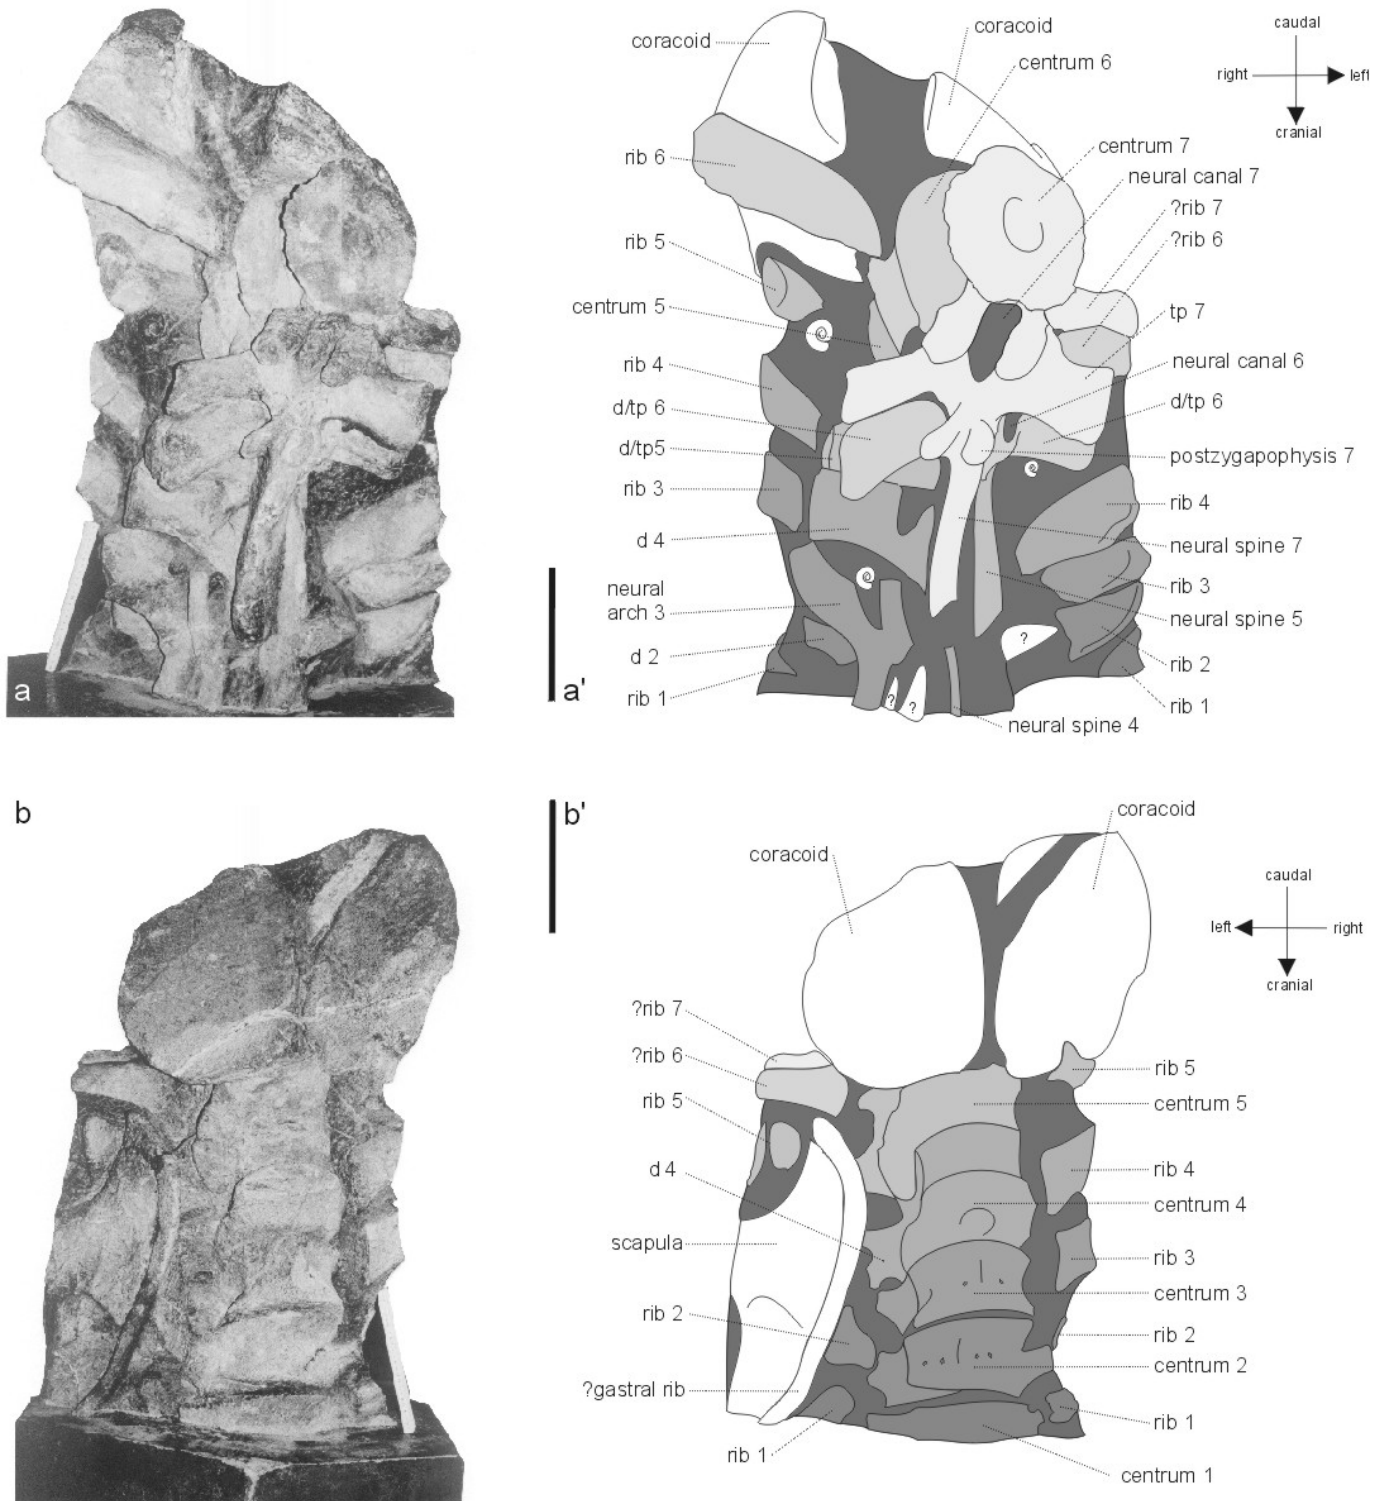 coracoid
coracoid
centrum 6
caudal
right
left
cranial
rib 6
centrum 7
neural canal 7
?rib 7
?rib 6
rib 5
centrum 5
tp 7
rib 4
neural canal 6
d/tp 6
d/tp 6
d/tp5
postzygapophysis 7
rib 3
rib 4
d 4
neural spine 7
neural
arch 3
rib 3
neural spine 5
?
d 2
rib 2
rib 1
rib 1
?
?
neural spine 4
a
a'
b
b'
coracoid
coracoid
caudal
left
right
cranial
?rib 7
?rib 6
rib 5
rib 5
centrum 5
d 4
rib 4
centrum 4
scapula
rib 3
centrum 3
rib 2
rib 2
centrum 2
?gastral rib
rib 1
rib 1
centrum 1